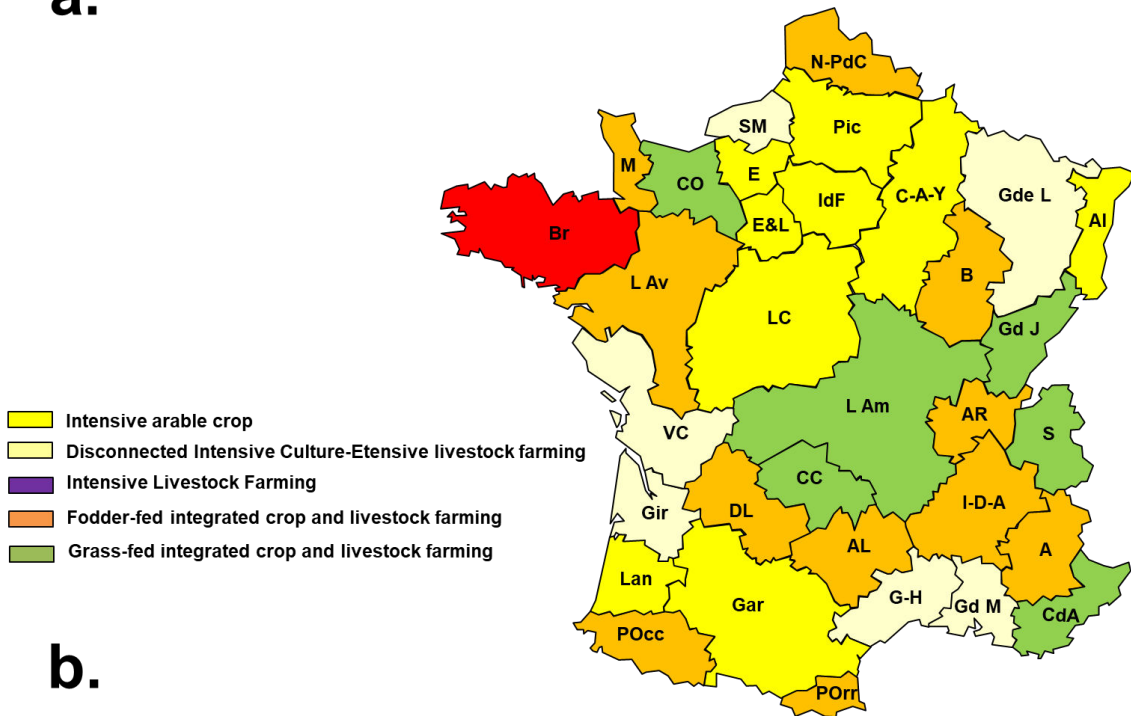 a.
N-PdC
SM
Pic
M
CO
E
IdF
C-A-Y
Gde L
Al
Br
E&L
L Av
B
LC
Gd J
Intensive arable crop
Disconnected Intensive Culture-Etensive livestock farming
Intensive Livestock Farming
Fodder-fed integrated crop and livestock farming
Grass-fed integrated crop and livestock farming
L Am
AR
S
VC
CC
Gir
DL
I-D-A
AL
A
Lan
Gar
G-H
Gd M
CdA
POcc
POrr
b.